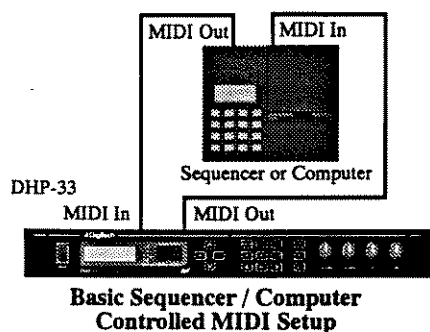 MIDI Out MIDI In
Sequencer or Computer
DHP-33
MIDI In MIDI Out
DigiTech
Basic Sequencer / Computer
Controlled MIDI Setup